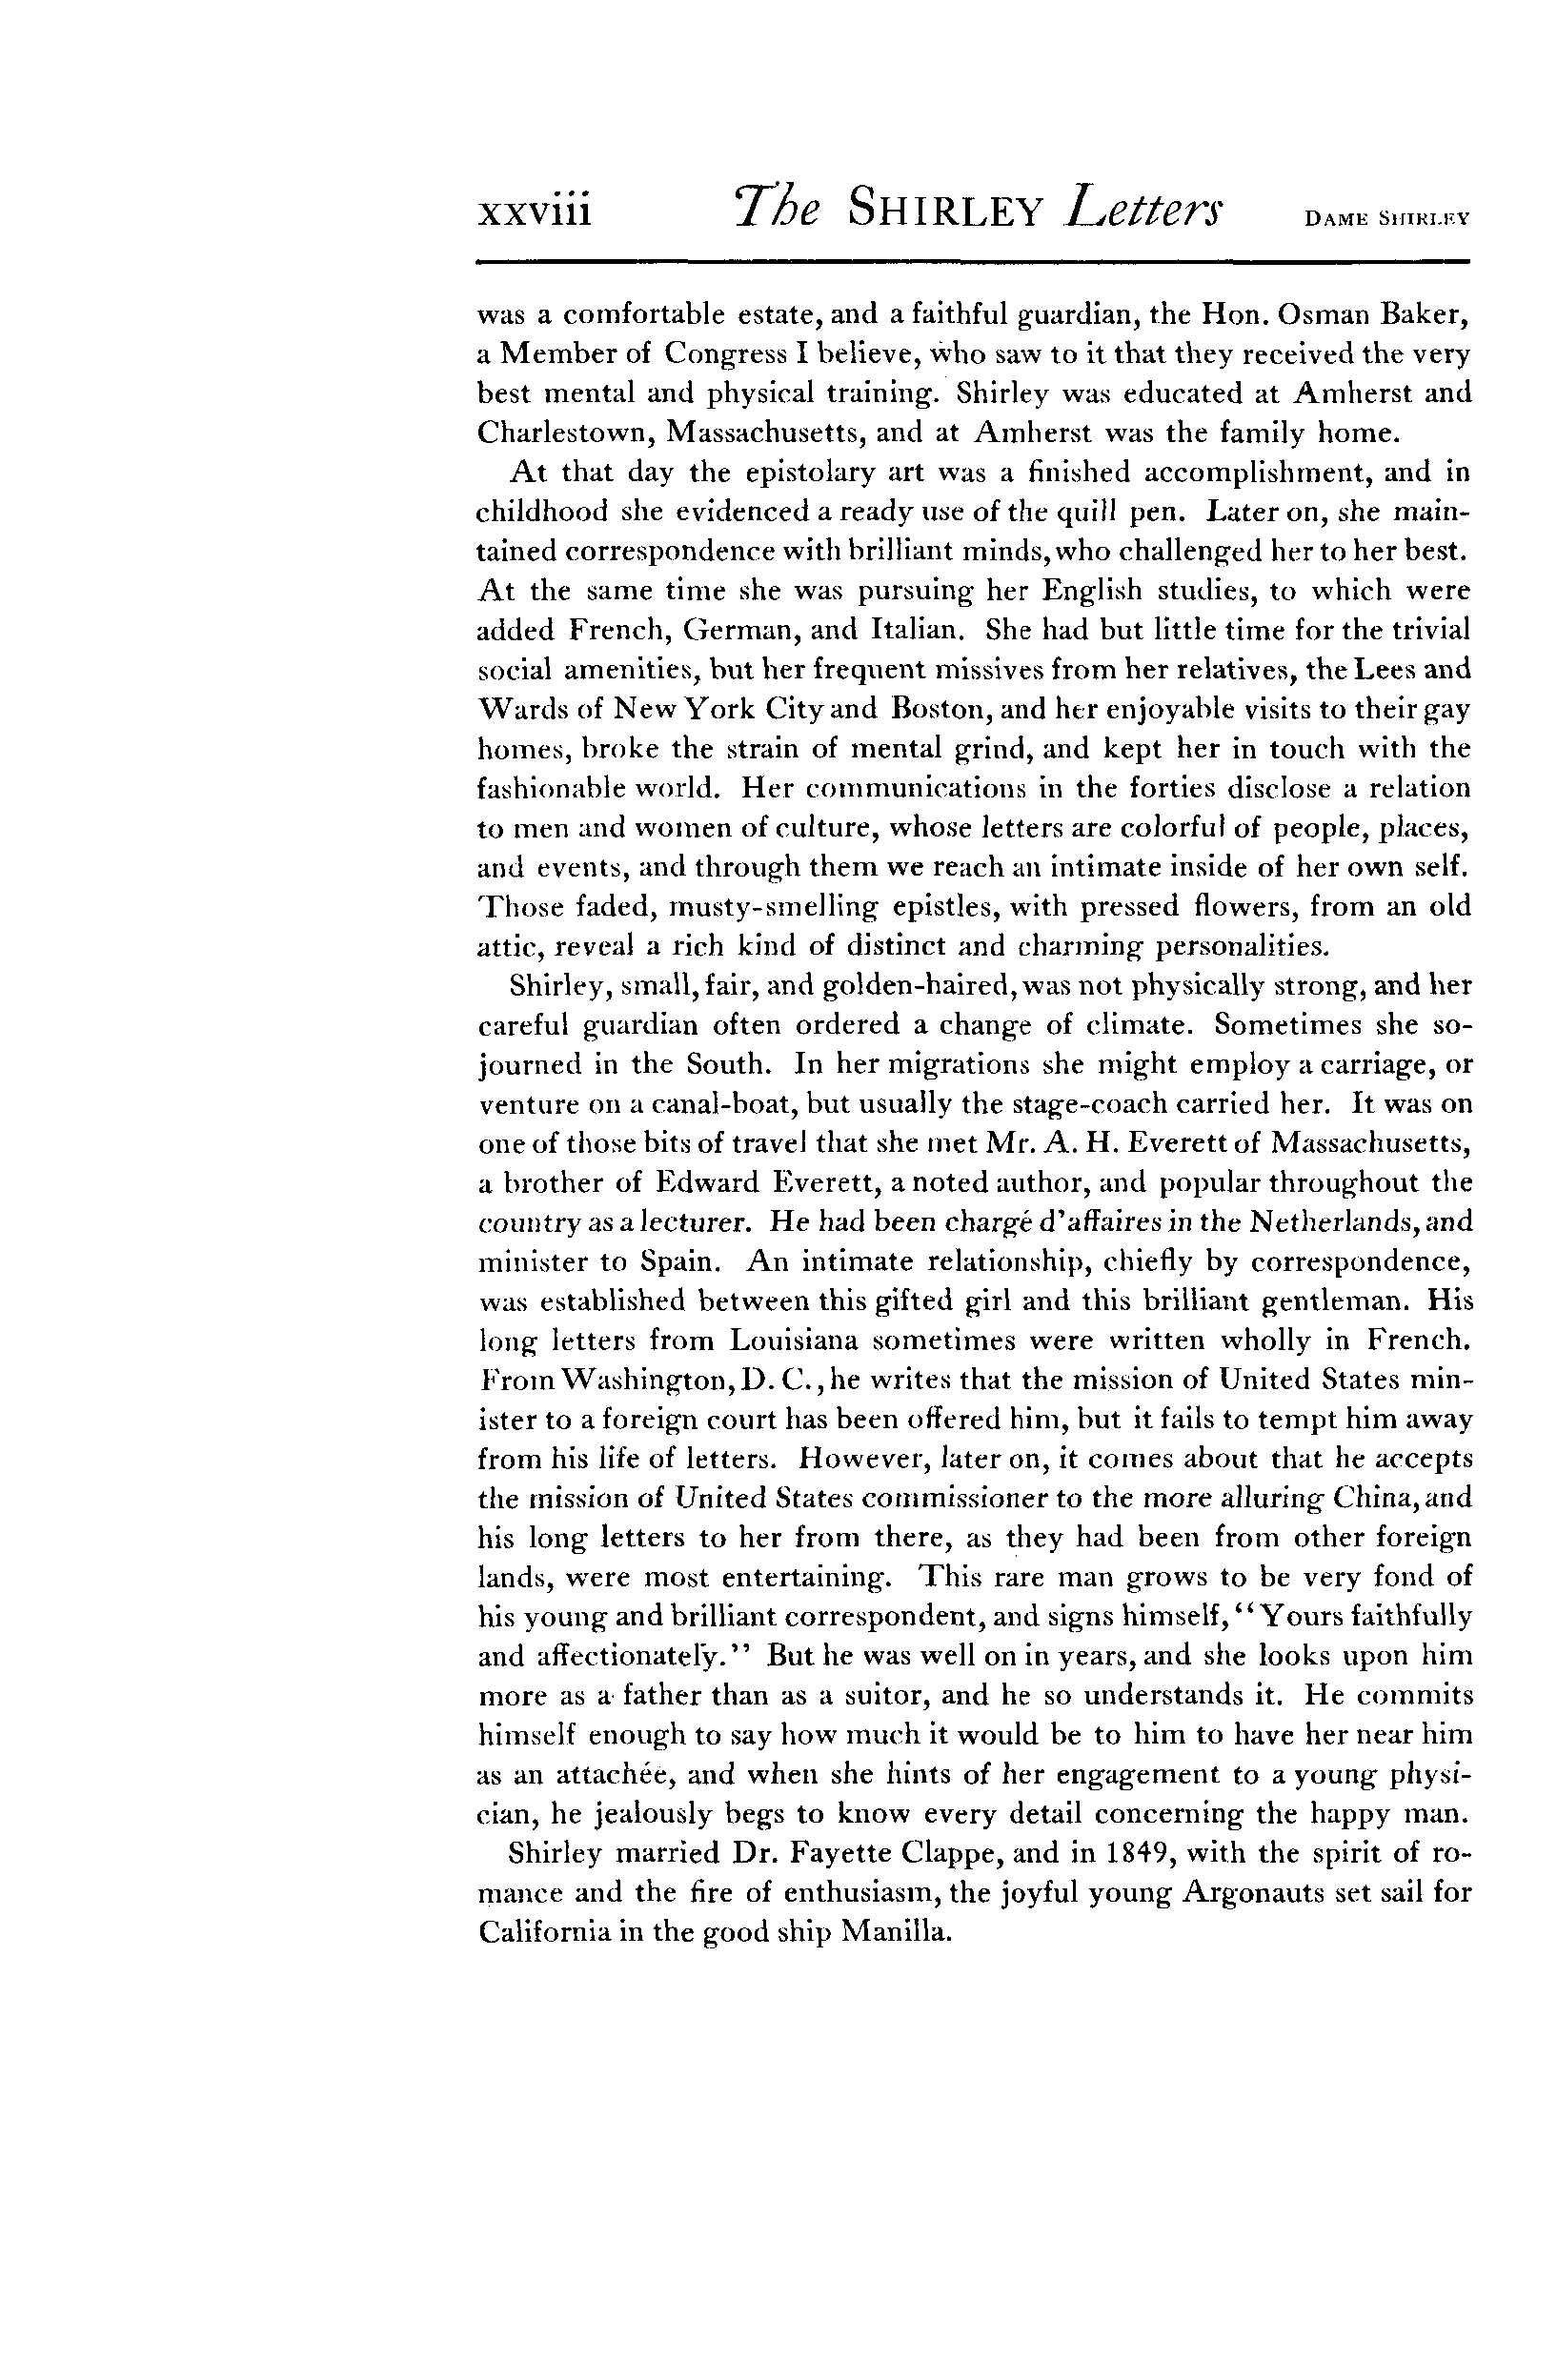 xxviii The SHIRLEY Letters DAME SHIRLEY
was a comfortable estate, and a faithful guardian, the Hon. Osman Baker,
a Member of Congress I believe, who saw to it that they received the very
best mental and physical training. Shirley was educated at Amherst and
Charlestown, Massachusetts, and at Amherst was the family home.
At that day the epistolary art was a finished accomplishment, and in
childhood she evidenced a ready use of the quill pen. Later on, she main-
tained correspondence with brilliant minds, who challenged her to her best.
At the same time she was pursuing her English studies, to which were
added French, German, and Italian. She had but little time for the trivial
social amenities, but her frequent missives from her relatives, the Lees and
Wards of New York City and Boston, and her enjoyable visits to their gay
homes, broke the strain of mental grind, and kept her in touch with the
fashionable world. Her communications in the forties disclose a relation
to men and women of culture, whose letters are colorful of people, places,
and events, and through them we reach an intimate inside of her own self.
Those faded, musty-smelling epistles, with pressed flowers, from an old
attic, reveal a rich kind of distinct and charming personalities.
Shirley, small, fair, and golden-haired, was not physically strong, and her
careful guardian often ordered a change of climate. Sometimes she so-
journed in the South. In her migrations she might employ a carriage, or
venture on a canal-boat, but usually the stage-coach carried her. It was on
one of those bits of travel that she met Mr. A. H. Everett of Massachusetts,
a brother of Edward Everett, a noted author, and popular throughout the
country as a lecturer. He had been chargé d'affaires in the Netherlands, and
minister to Spain. An intimate relationship, chiefly by correspondence,
was established between this gifted girl and this brilliant gentleman. His
long letters from Louisiana sometimes were written wholly in French.
From Washington, D. C., he writes that the mission of United States min-
ister to a foreign court has been offered him, but it fails to tempt him away
from his life of letters. However, later on, it comes about that he accepts
the mission of United States commissioner to the more alluring China, and
his long letters to her from there, as they had been from other foreign
lands, were most entertaining. This rare man grows to be very fond of
his young and brilliant correspondent, and signs himself, "Yours faithfully
and affectionately." But he was well on in years, and she looks upon him
more as a father than as a suitor, and he so understands it. He commits
himself enough to say how much it would be to him to have her near him
as an attachée, and when she hints of her engagement to a young physi-
cian, he jealously begs to know every detail concerning the happy man.
Shirley married Dr. Fayette Clappe, and in 1849, with the spirit of ro-
mance and the fire of enthusiasm, the joyful young Argonauts set sail for
California in the good ship Manilla.